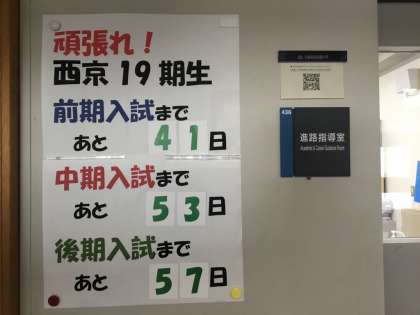 頑張れ！
西京19期生
前期入試まで
あと 41日
中期入試まで
あと 53日
後期入試まで
あと 57日
436
進路指導室
Academic & Career Guidance Room